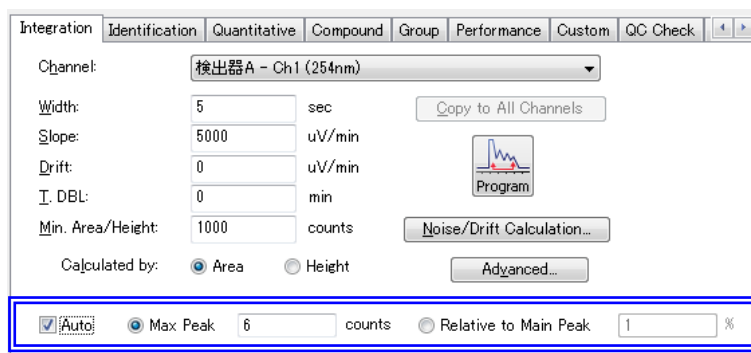 Integration Identification Quantitative Compound Group Performance Custom QC Check
Channel: 検出器A - Ch1 (254nm)
Width: 5 sec Copy to All Channels
Slope: 5000 uV/min
Drift: 0 uV/min
Program
T. DBL: 0 min
Min. Area/Height: 1000 counts Noise/Drift Calculation...
Calculated by: Area Height Advanced...
Auto Max Peak 6 counts Relative to Main Peak 1 %